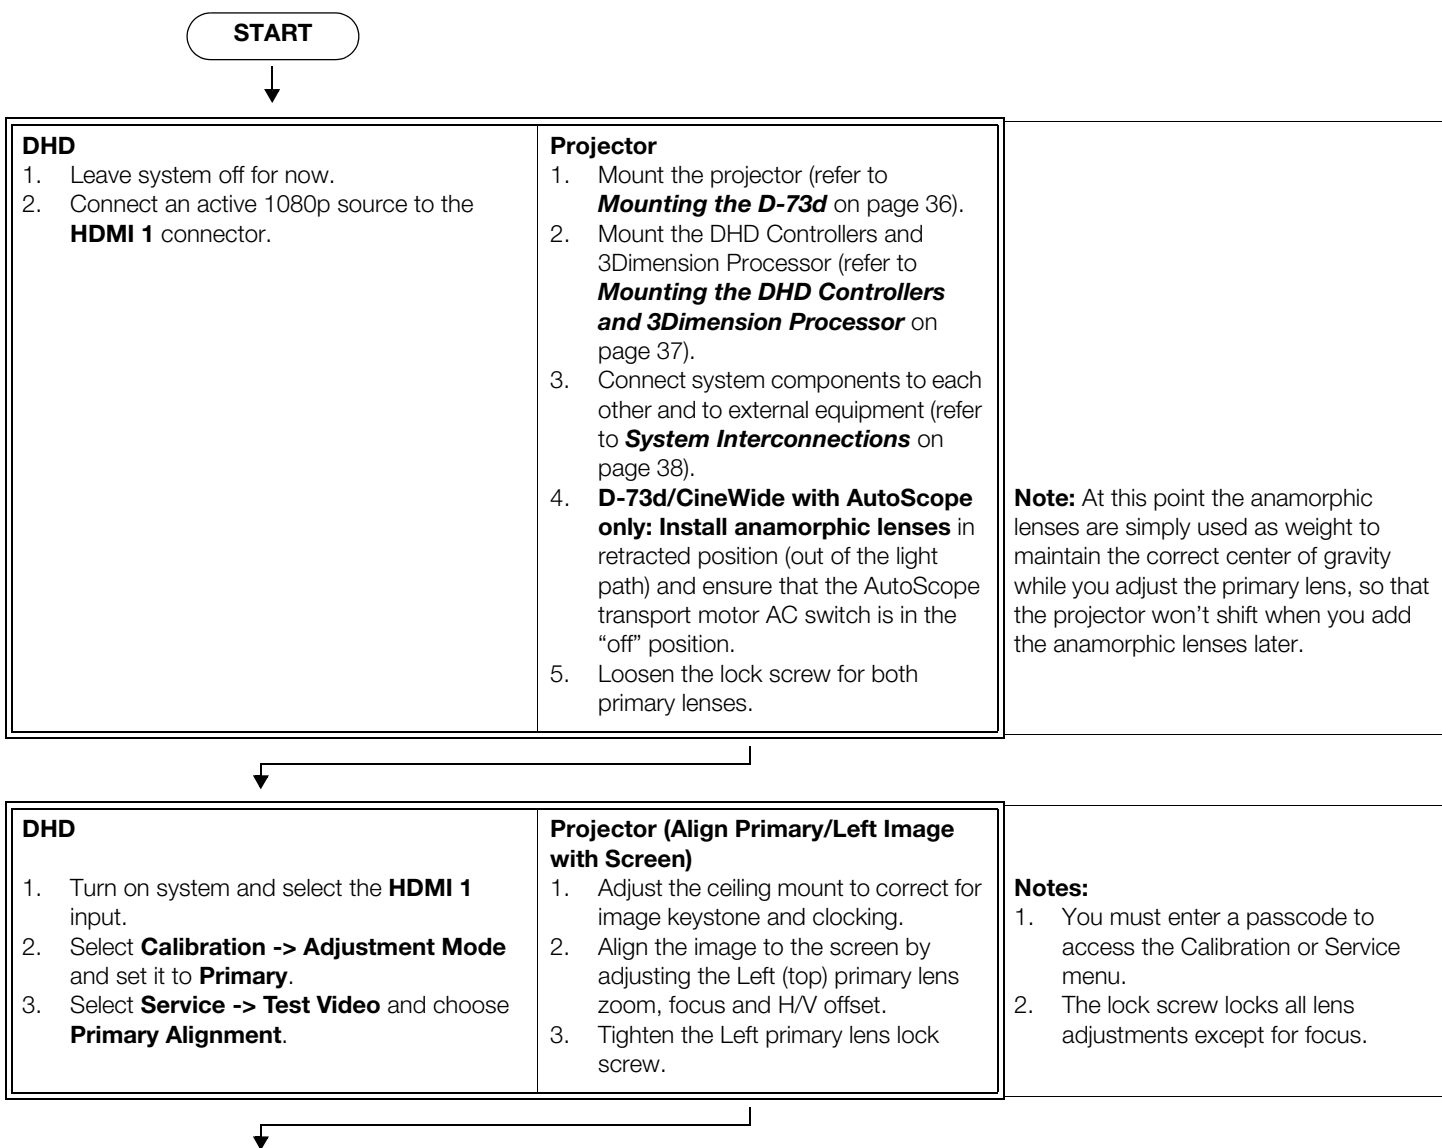 START
DHD
1. Leave system off for now.
2. Connect an active 1080p source to the
HDMI 1 connector.
Projector
1. Mount the projector (refer to
Mounting the D-73d on page 36).
2. Mount the DHD Controllers and
3Dimension Processor (refer to
Mounting the DHD Controllers
and 3Dimension Processor on
page 37).
3. Connect system components to each
other and to external equipment (refer
to System Interconnections on
page 38).
4. D-73d/CineWide with AutoScope
only: Install anamorphic lenses in
retracted position (out of the light
path) and ensure that the AutoScope
transport motor AC switch is in the
“off” position.
5. Loosen the lock screw for both
primary lenses.
Note: At this point the anamorphic
lenses are simply used as weight to
maintain the correct center of gravity
while you adjust the primary lens, so that
the projector won’t shift when you add
the anamorphic lenses later.
DHD
1. Turn on system and select the HDMI 1
input.
2. Select Calibration -> Adjustment Mode
and set it to Primary.
3. Select Service -> Test Video and choose
Primary Alignment.
Projector (Align Primary/Left Image
with Screen)
1. Adjust the ceiling mount to correct for
image keystone and clocking.
2. Align the image to the screen by
adjusting the Left (top) primary lens
zoom, focus and H/V offset.
3. Tighten the Left primary lens lock
screw.
Notes:
1. You must enter a passcode to
access the Calibration or Service
menu.
2. The lock screw locks all lens
adjustments except for focus.